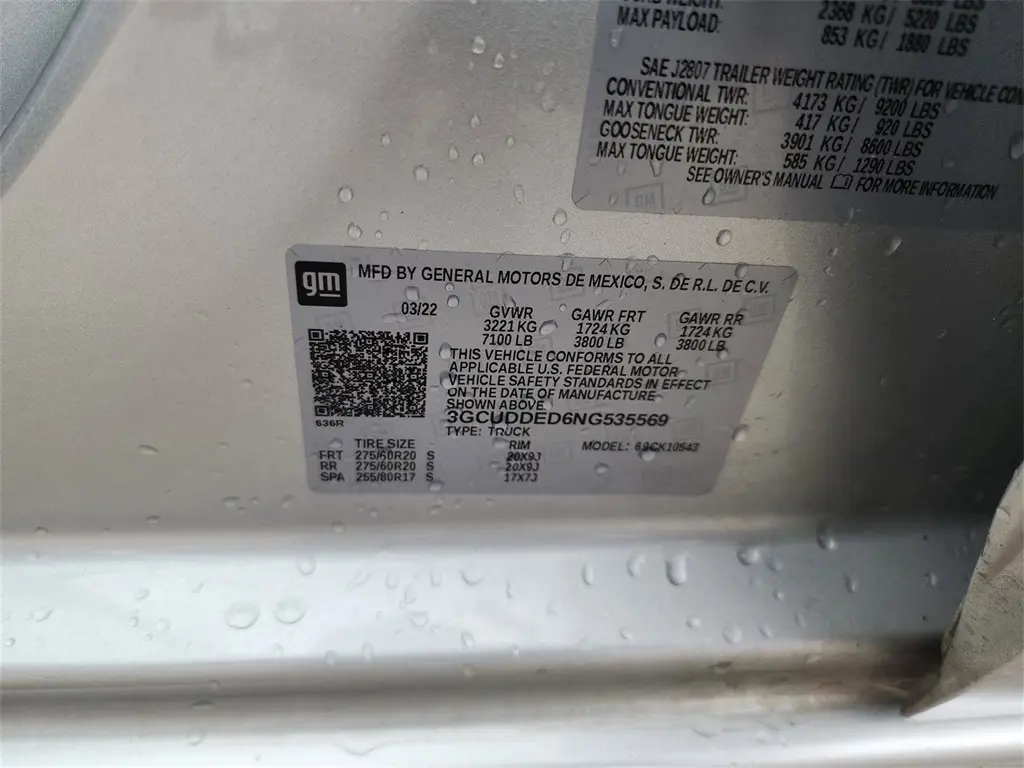 2368 KG / 5220 LBS
MAX PAYLOAD: 853 KG / 1880 LBS
SAE J2807 TRAILER WEIGHT RATING (TWR) FOR VEHICLE CON
CONVENTIONAL TWR: 4173 KG / 9200 LBS
MAX TONGUE WEIGHT: 417 KG / 920 LBS
GOOSENECK TWR: 3901 KG / 8600 LBS
MAX TONGUE WEIGHT: 585 KG / 1290 LBS
SEE OWNER'S MANUAL FOR MORE INFORMATION
gm MFD BY GENERAL MOTORS DE MEXICO, S. DE R.L. DE C.V.
03/22 GVWR GAWR FRT GAWR RR
3221 KG 1724 KG 1724 KG
7100 LB 3800 LB 3800 LB
THIS VEHICLE CONFORMS TO ALL
APPLICABLE U.S. FEDERAL MOTOR
VEHICLE SAFETY STANDARDS IN EFFECT
ON THE DATE OF MANUFACTURE
SHOWN ABOVE.
3GCUDDED6NG535569
636R TYPE: TRUCK
TIRE SIZE RIM MODEL:
FRT 275/60R20 S 20X9J
RR 275/60R20 S 20X9J
SPA 255/80R17 S 17X7J